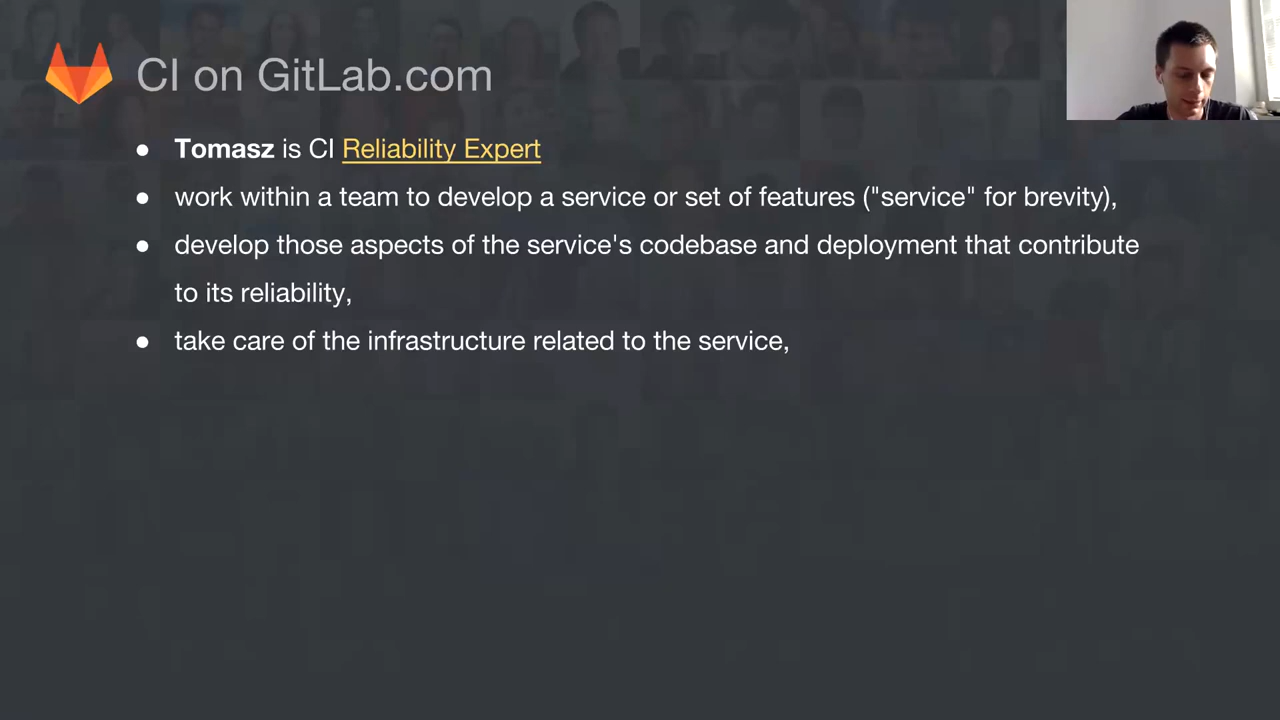 CI on GitLab.com
● Tomasz is CI Reliability Expert
● work within a team to develop a service or set of features ("service" for brevity),
● develop those aspects of the service's codebase and deployment that contribute
to its reliability,
● take care of the infrastructure related to the service,